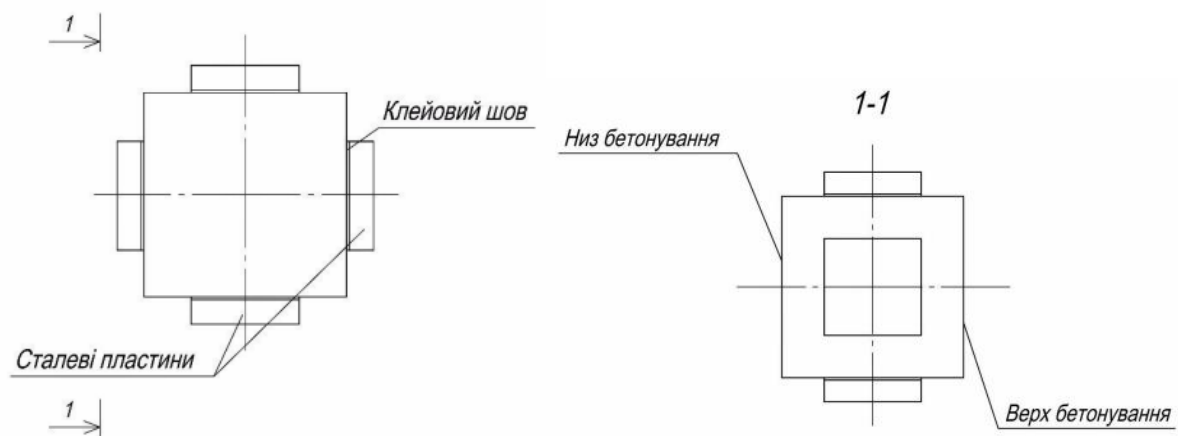 1
Клейовий шов
Сталеві пластини
1
1-1
Низ бетонування
Верх бетонування